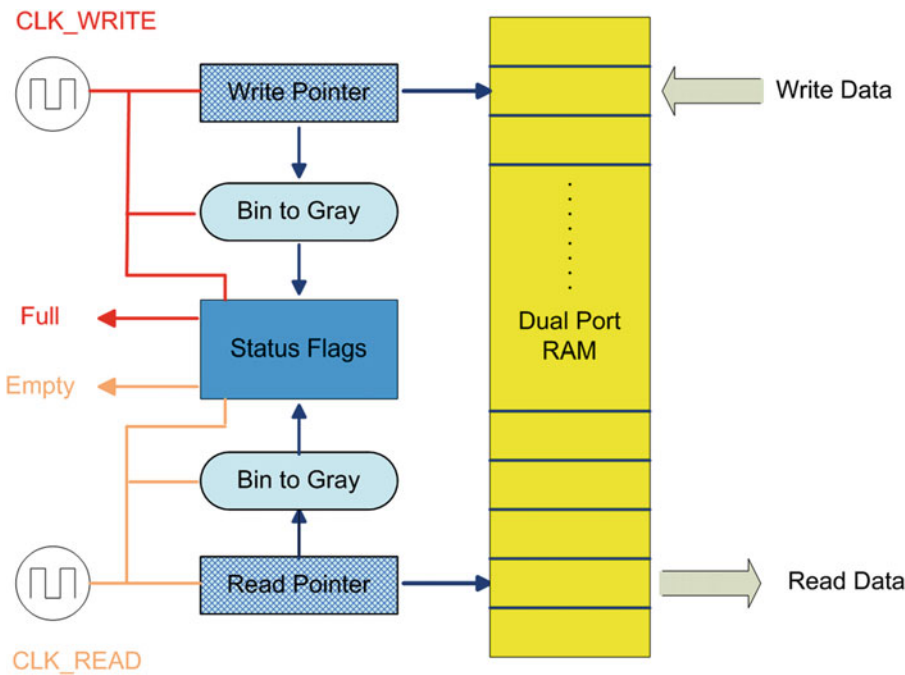 CLK_WRITE
Write Pointer
Write Data
Bin to Gray
Full
Status Flags
Dual Port
RAM
Empty
Bin to Gray
Read Pointer
Read Data
CLK_READ